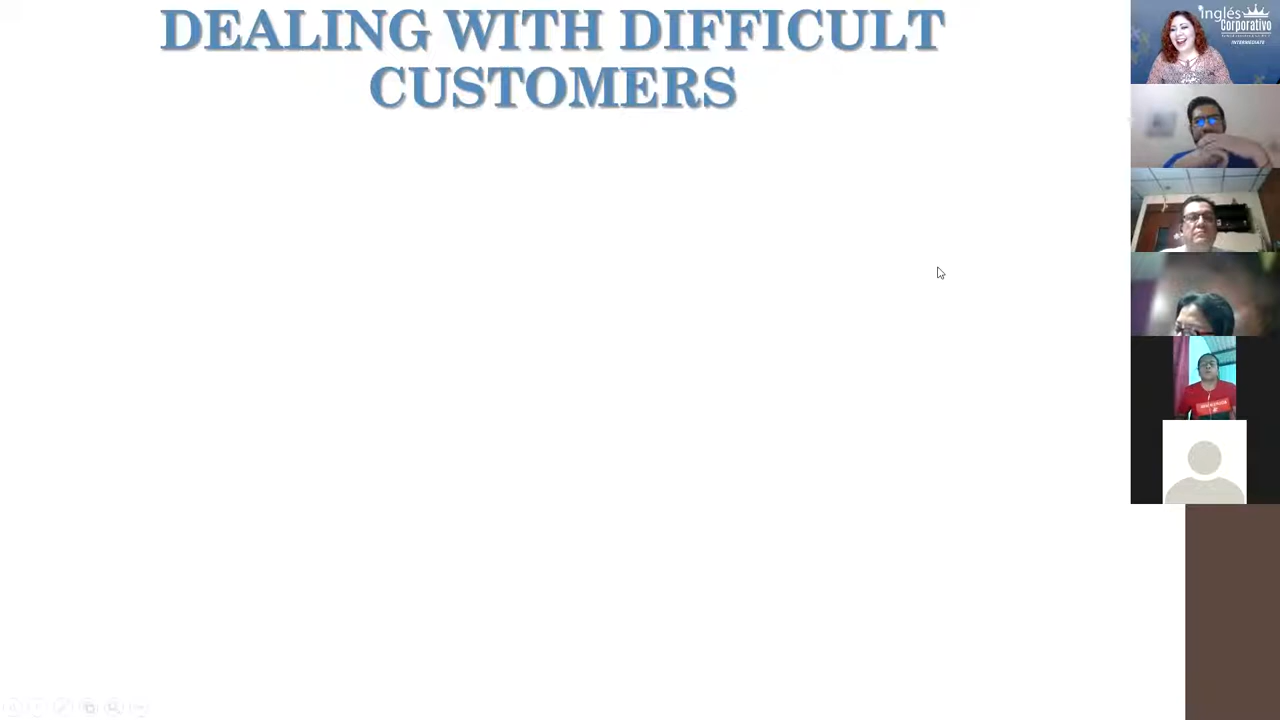 DEALING WITH DIFFICULT
CUSTOMERS
inglés
Corporativo
INTERMEDIATE